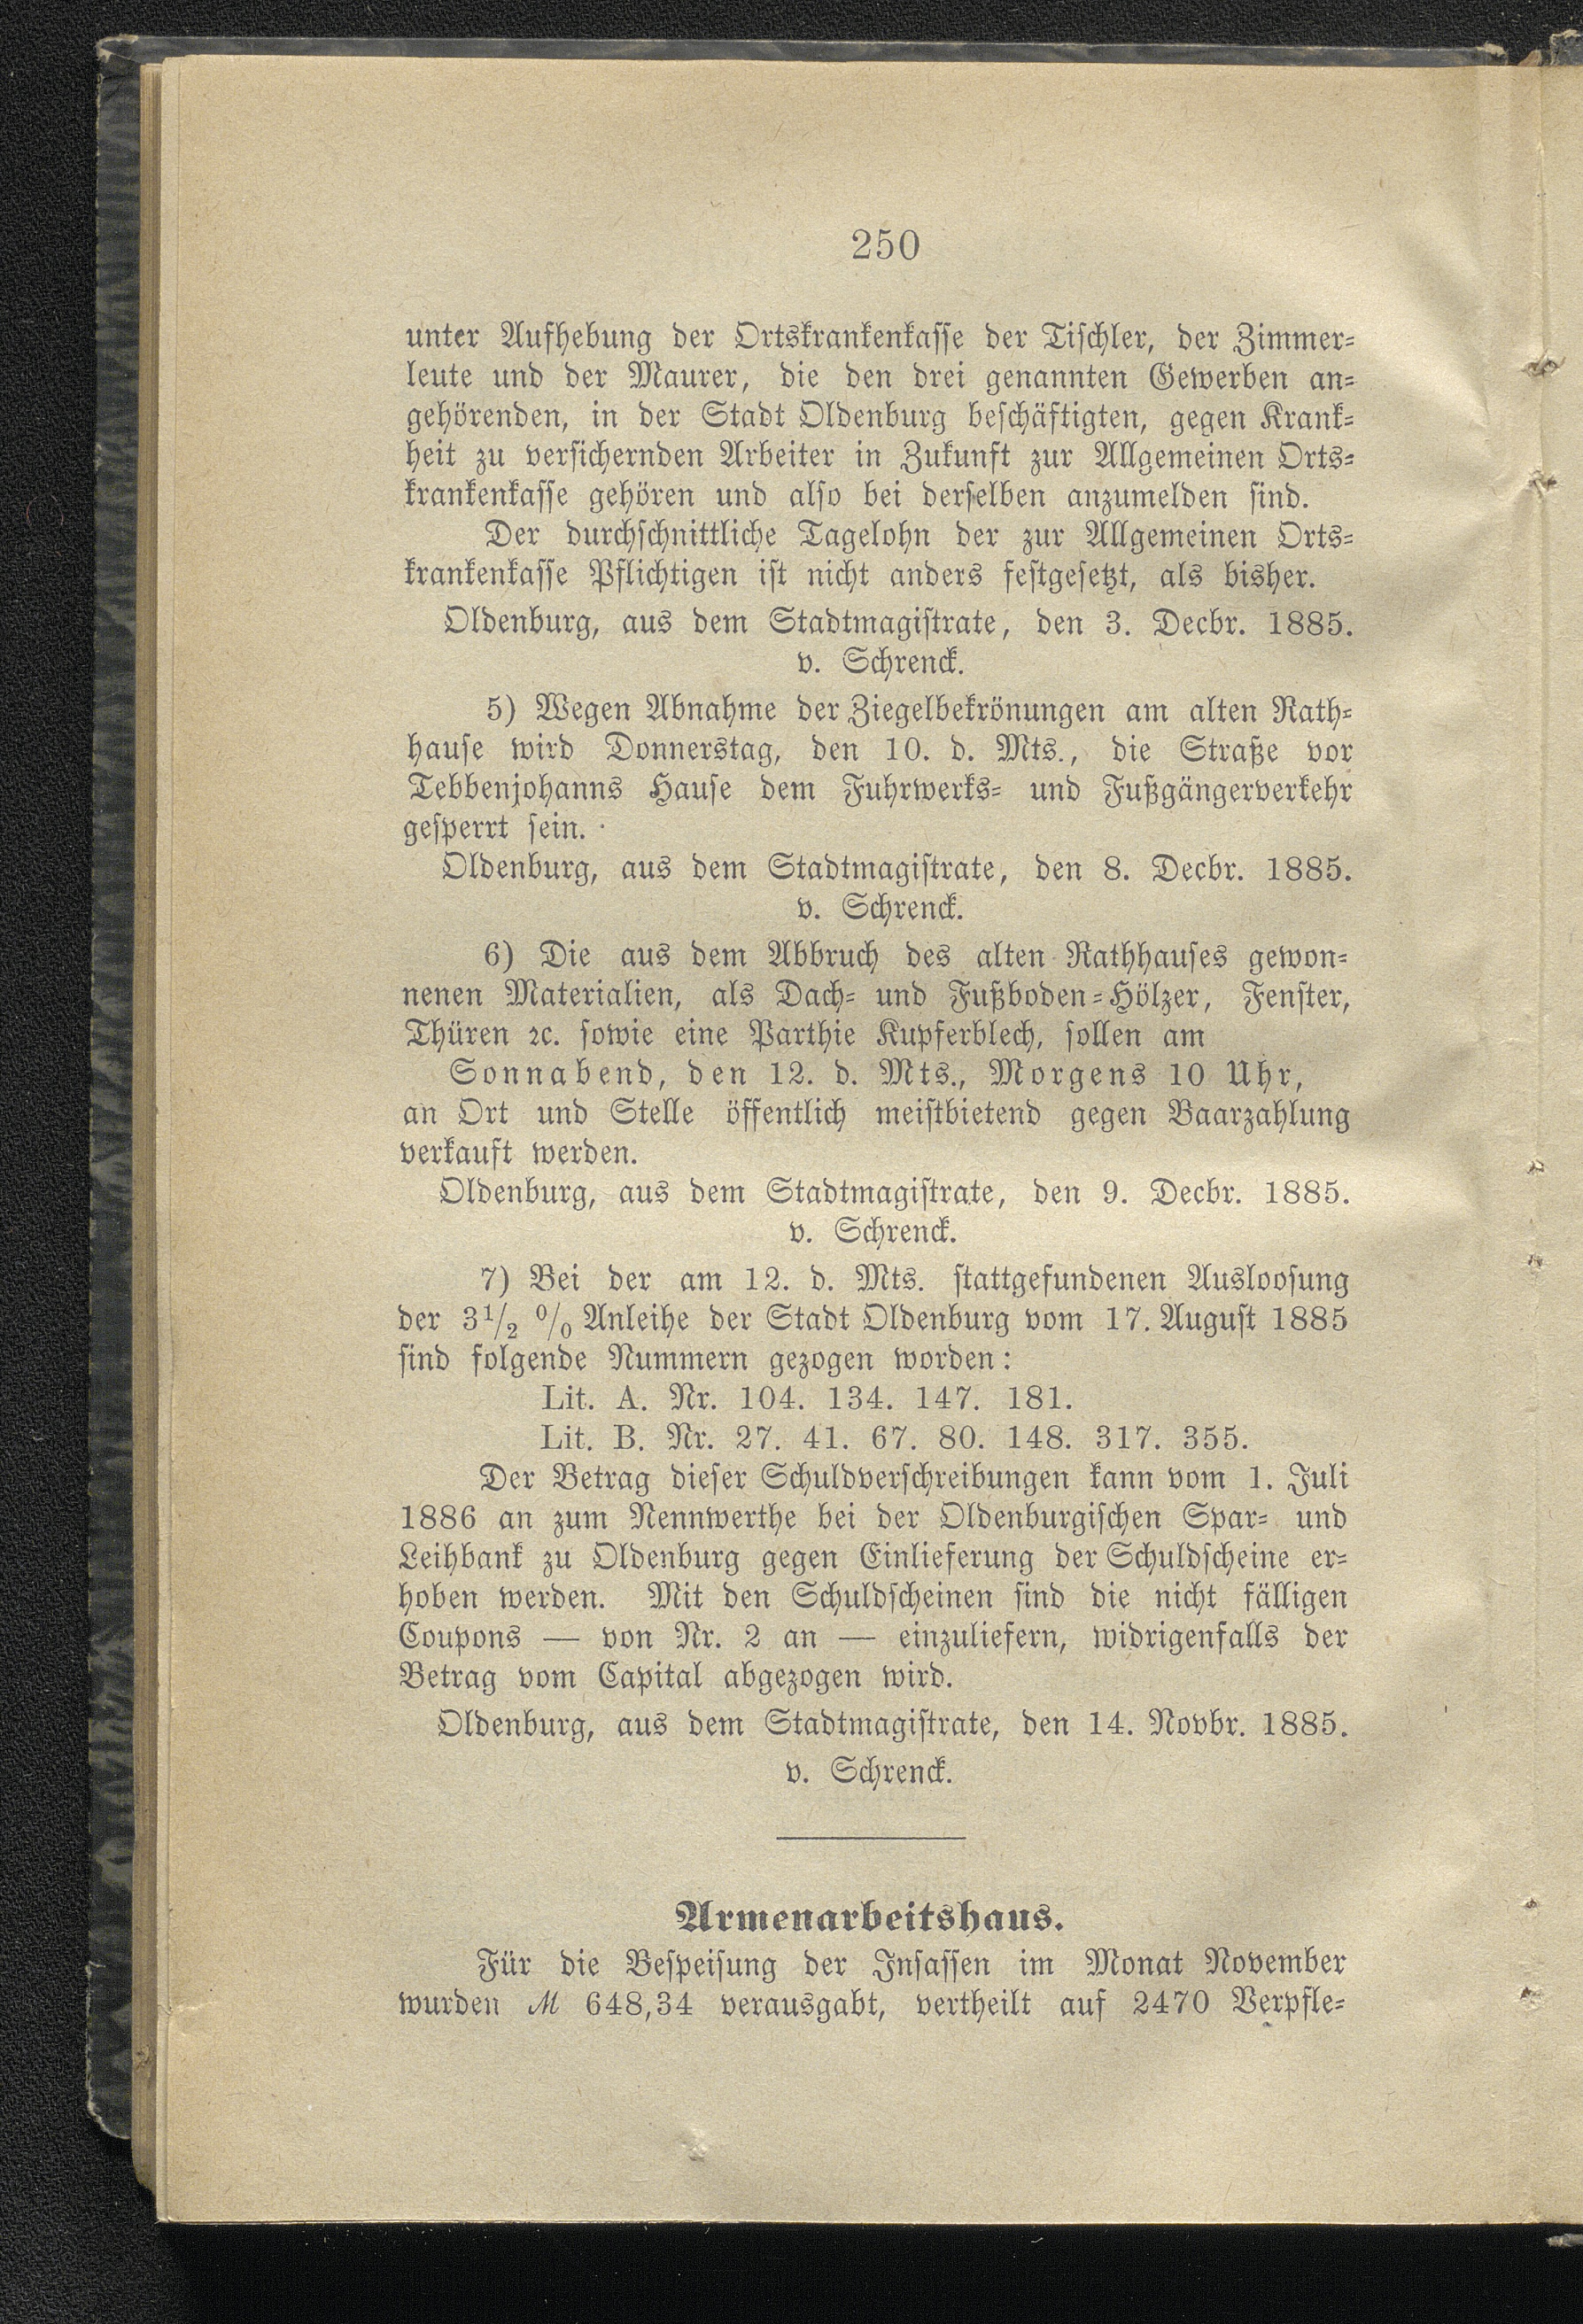 250
unter Aufhebung der Ortskrankenkasse der Tischler, der Zimmer-
leute und der Maurer, die den drei genannten Gewerben an-
gehörenden, in der Stadt Oldenburg beschäftigten, gegen Krank-
heit zu versichernden Arbeiter in Zukunft zur Allgemeinen Orts-
krankenkasse gehören und also bei derselben anzumelden sind.
Der durchschnittliche Tagelohn der zur Allgemeinen Orts-
krankenkasse Pflichtigen ist nicht anders festgesetzt, als bisher.
Oldenburg, aus dem Stadtmagistrate, den 3. Decbr. 1885.
v. Schrenck.
5) Wegen Abnahme der Ziegelbekrönungen am alten Rath-
hause wird Donnerstag, den 10. d. Mts., die Straße vor
Tebbenjohanns Hause dem Fuhrwerks- und Fußgängerverkehr
gesperrt sein.
Oldenburg, aus dem Stadtmagistrate, den 8. Decbr. 1885.
v. Schrenck.
6) Die aus dem Abbruch des alten Rathhauses gewon-
nenen Materialien, als Dach- und Fußboden-Hölzer, Fenster,
Thüren ꝛc. sowie eine Parthie Kupferblech, sollen am
Sonnabend, den 12. d. Mts., Morgens 10 Uhr,
an Ort und Stelle öffentlich meistbietend gegen Baarzahlung
verkauft werden.
Oldenburg, aus dem Stadtmagistrate, den 9. Decbr. 1885.
v. Schrenck.
7) Bei der am 12. d. Mts. stattgefundenen Ausloosung
der 3½ % Anleihe der Stadt Oldenburg vom 17. August 1885
sind folgende Nummern gezogen worden:
Lit. A. Nr. 104. 134. 147. 181.
Lit. B. Nr. 27. 41. 67. 80. 148. 317. 355.
Der Betrag dieser Schuldverschreibungen kann vom 1. Juli
1886 an zum Nennwerthe bei der Oldenburgischen Spar- und
Leihbank zu Oldenburg gegen Einlieferung der Schuldscheine er-
hoben werden. Mit den Schuldscheinen sind die nicht fälligen
Coupons — von Nr. 2 an — einzuliefern, widrigenfalls der
Betrag vom Capital abgezogen wird.
Oldenburg, aus dem Stadtmagistrate, den 14. Novbr. 1885.
v. Schrenck.
Armenarbeitshaus.
Für die Bespeisung der Insassen im Monat November
wurden ℳ 648,34 verausgabt, vertheilt auf 2470 Verpfle-